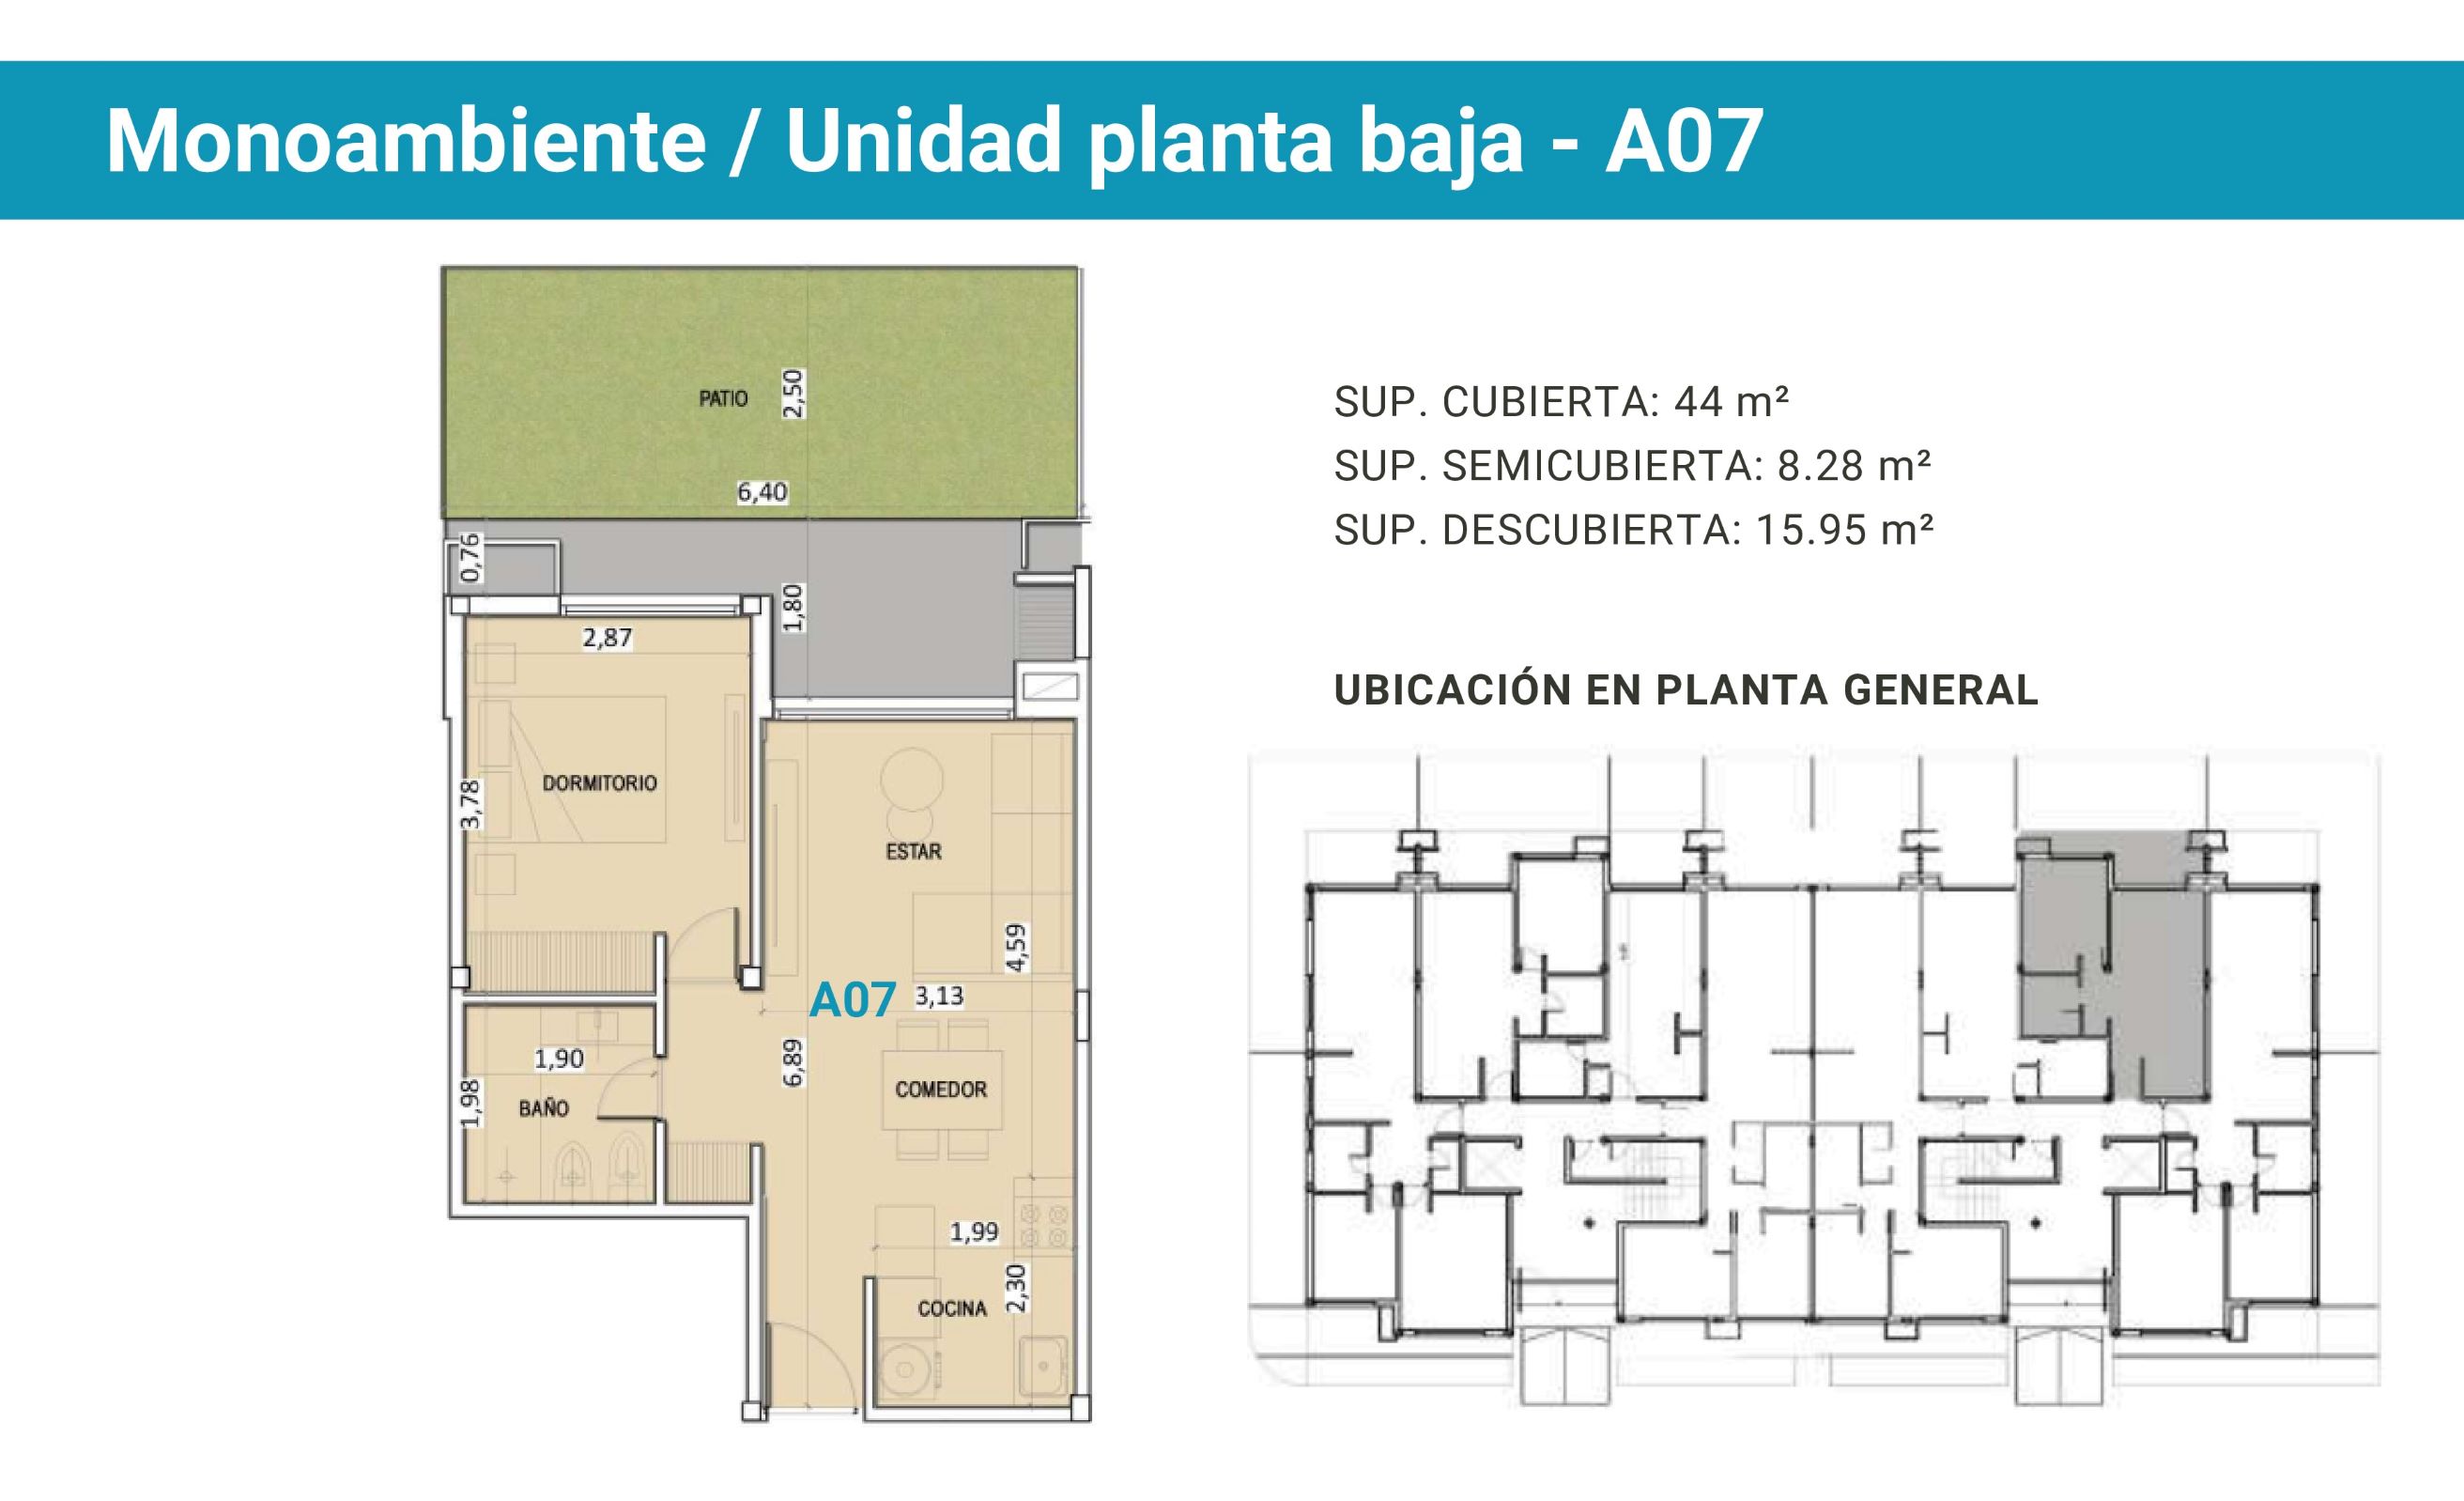 Monoambiente / Unidad planta baja - A07
PATIO
2,50
6,40
0,76
1,80
2,87
DORMITORIO
3,78
ESTAR
4,59
A07
3,13
1,90
6,89
COMEDOR
BAÑO
1,98
1,99
2,30
COCINA
SUP. CUBIERTA: 44 m²
SUP. SEMICUBIERTA: 8.28 m²
SUP. DESCUBIERTA: 15.95 m²
UBICACIÓN EN PLANTA GENERAL